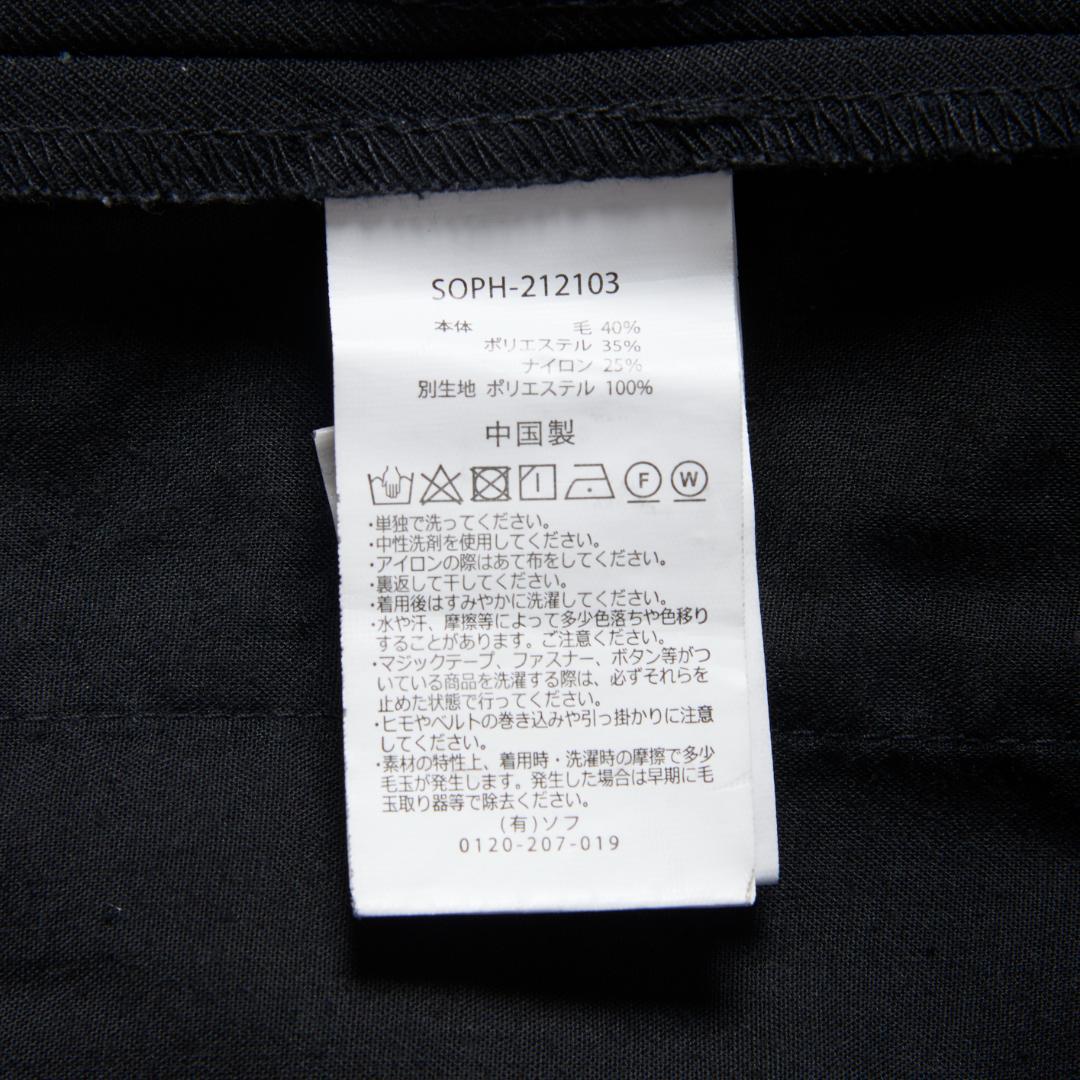 SOPH-212103
本体 毛 40%
ポリエステル 35%
ナイロン 25%
別生地 ポリエステル 100%
中国製
F W
・単独で洗ってください。
・中性洗剤を使用してください。
・アイロンの際はあて布をしてください。
・裏返して干してください。
・着用後はすみやかに洗濯してください。
・水や汗、摩擦等によって多少色落ちや色移り
することがあります。ご注意ください。
・マジックテープ、ファスナー、ボタン等がつ
いている商品を洗濯する際は、必ずそれらを
止めた状態で行ってください。
・ヒモやベルトの巻き込みや引っ掛かりに注意
してください。
・素材の特性上、着用時・洗濯時の摩擦で多少
毛玉が発生します。発生した場合は早期に毛
玉取り器等で除去ください。
(有)ソフ
0120-207-019